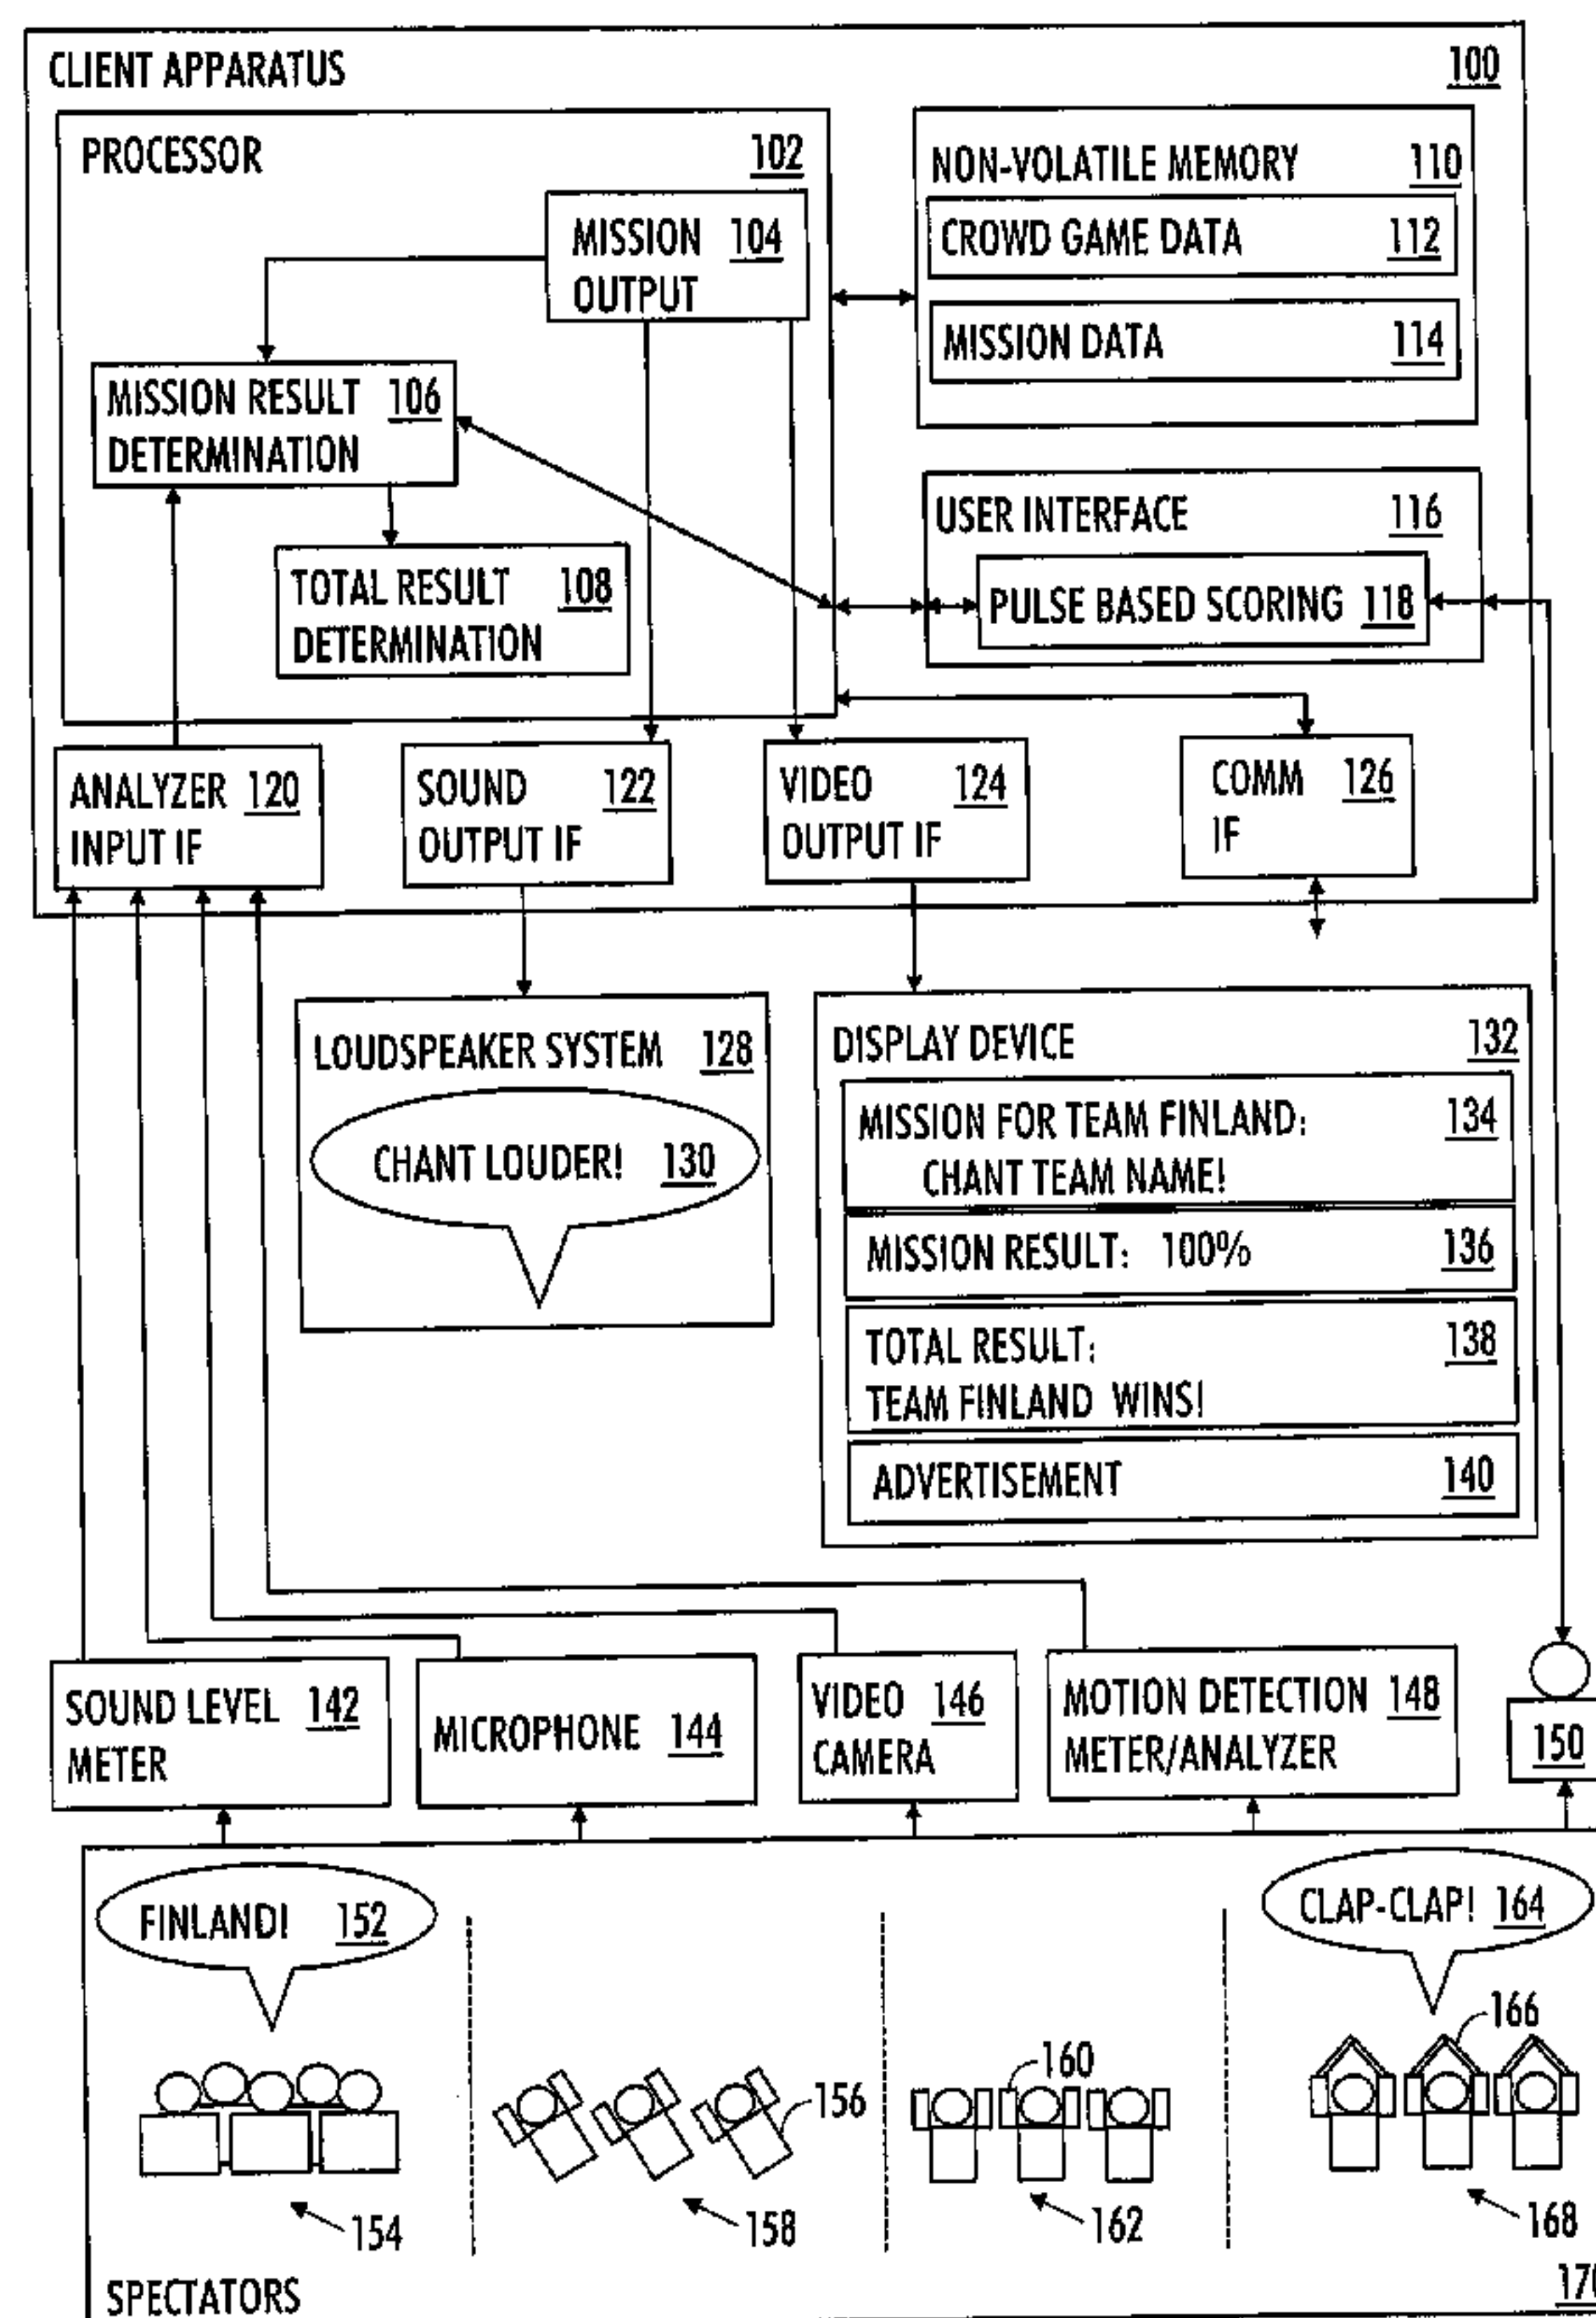 CLIENT APPARATUS 100
PROCESSOR 102
MISSION 104
OUTPUT
MISSION RESULT 106
DETERMINATION
TOTAL RESULT 108
DETERMINATION
NON-VOLATILE MEMORY 110
CROWD GAME DATA 112
MISSION DATA 114
USER INTERFACE 116
PULSE BASED SCORING 118
ANALYZER 120
INPUT IF
SOUND 122
OUTPUT IF
VIDEO 124
OUTPUT IF
COMM 126
IF
LOUDSPEAKER SYSTEM 128
CHANT LOUDER! 130
DISPLAY DEVICE 132
MISSION FOR TEAM FINLAND: 134
CHANT TEAM NAME!
MISSION RESULT: 100% 136
TOTAL RESULT: 138
TEAM FINLAND WINS!
ADVERTISEMENT 140
SOUND LEVEL 142
METER
MICROPHONE 144
VIDEO 146
CAMERA
MOTION DETECTION 148
METER/ANALYZER
150
FINLAND! 152
CLAP-CLAP! 164
166
160
156
154
158
162
168
SPECTATORS